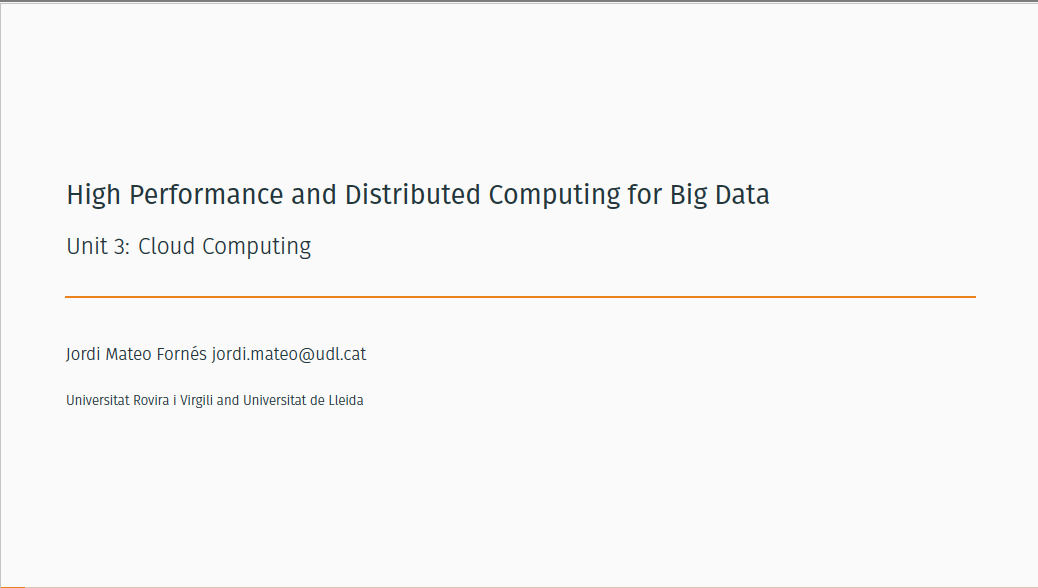 High Performance and Distributed Computing for Big Data
Unit 3: Cloud Computing
Jordi Mateo Fornés jordi.mateo@udl.cat
Universitat Rovira i Virgili and Universitat de Lleida